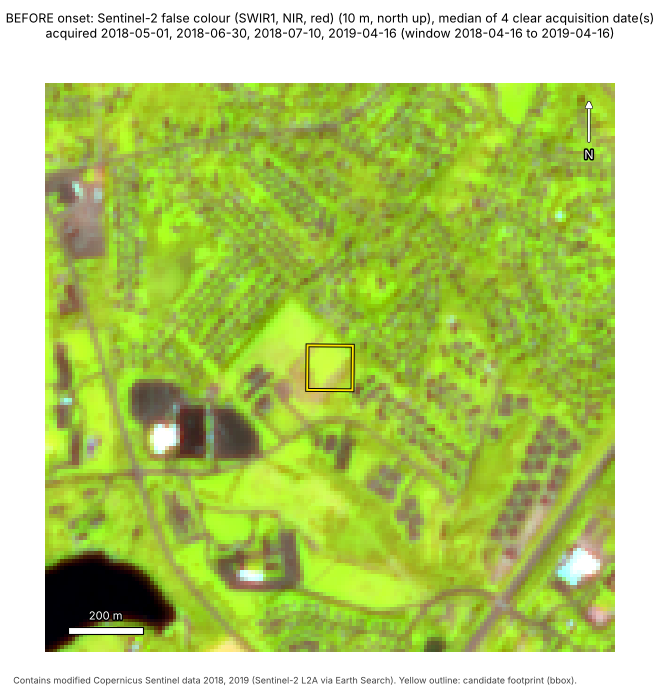 BEFORE onset: Sentinel-2 false colour (SWIR1, NIR, red) (10 m, north up), median of 4 clear acquisition date(s)
acquired 2018-05-01, 2018-06-30, 2018-07-10, 2019-04-16 (window 2018-04-16 to 2019-04-16)
N
200 m
Contains modified Copernicus Sentinel data 2018, 2019 (Sentinel-2 L2A via Earth Search). Yellow outline: candidate footprint (bbox).